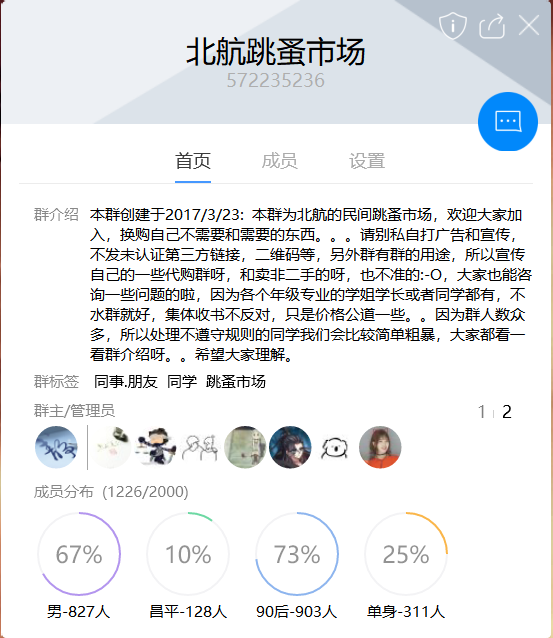 北航跳蚤市场
572235236
首页 成员 设置
群介绍 本群创建于2017/3/23: 本群为北航的民间跳蚤市场，欢迎大家加
入，换购自己不需要和需要的东西。。。请别私自打广告和宣传，
不发未认证第三方链接，二维码等，另外群有群的用途，所以宣传
自己的一些代购群呀，和卖非二手的呀，也不准的:-O，大家也能咨
询一些问题的啦，因为各个年级专业的学姐学长或者同学都有，不
水群就好，集体收书不反对，只是价格公道一些。。因为群人数众
多，所以处理不遵守规则的同学我们会比较简单粗暴，大家都看一
看群介绍呀。。希望大家理解。
群标签 同事.朋友 同学 跳蚤市场
群主/管理员 1 2
成员分布 (1226/2000)
67% 10% 73% 25%
男-827人 昌平-128人 90后-903人 单身-311人